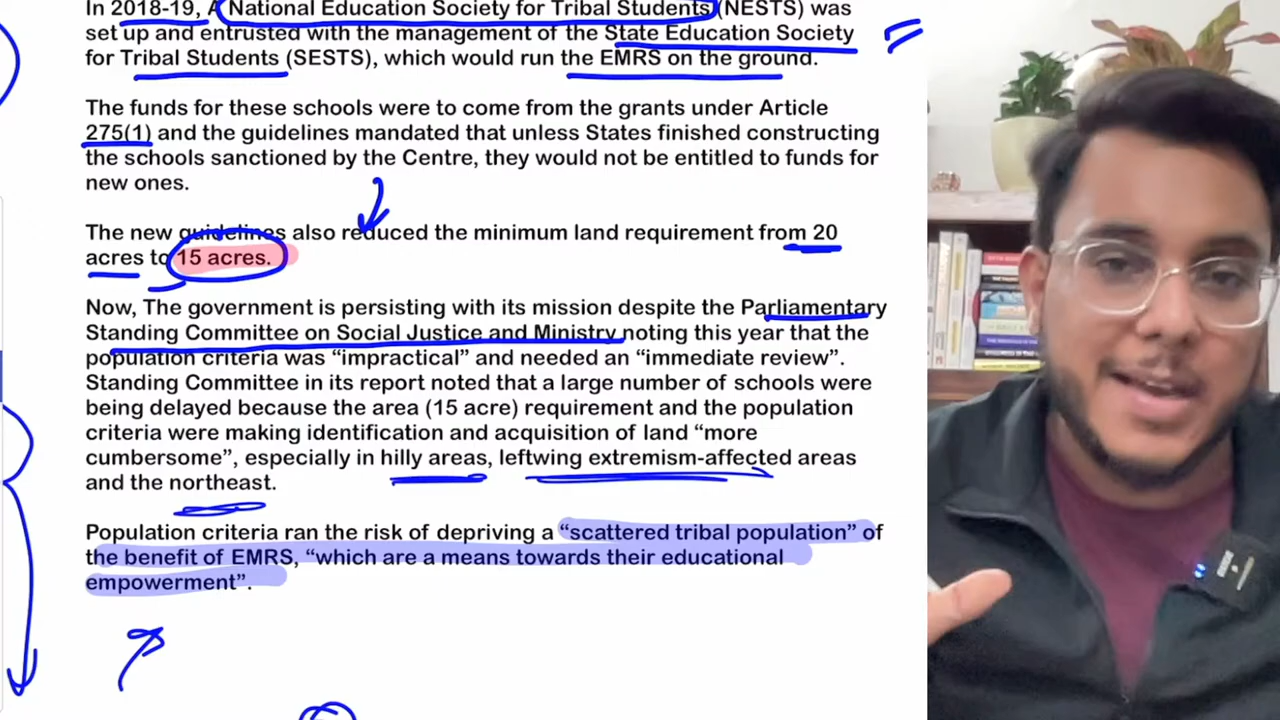 In 2018-19, A National Education Society for Tribal Students (NESTS) was
set up and entrusted with the management of the State Education Society
for Tribal Students (SESTS), which would run the EMRS on the ground.
The funds for these schools were to come from the grants under Article
275(1) and the guidelines mandated that unless States finished constructing
the schools sanctioned by the Centre, they would not be entitled to funds for
new ones.
The new guidelines also reduced the minimum land requirement from 20
acres to 15 acres.
Now, The government is persisting with its mission despite the Parliamentary
Standing Committee on Social Justice and Ministry noting this year that the
population criteria was “impractical” and needed an “immediate review”.
Standing Committee in its report noted that a large number of schools were
being delayed because the area (15 acre) requirement and the population
criteria were making identification and acquisition of land “more
cumbersome”, especially in hilly areas, leftwing extremism-affected areas
and the northeast.
Population criteria ran the risk of depriving a “scattered tribal population” of
the benefit of EMRS, “which are a means towards their educational
empowerment”.